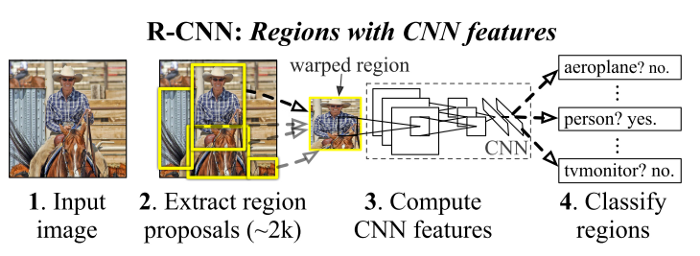 R-CNN: Regions with CNN features
warped region
aeroplane? no.
⋮
person? yes.
⋮
tvmonitor? no.
CNN
1. Input
image
2. Extract region
proposals (~2k)
3. Compute
CNN features
4. Classify
regions